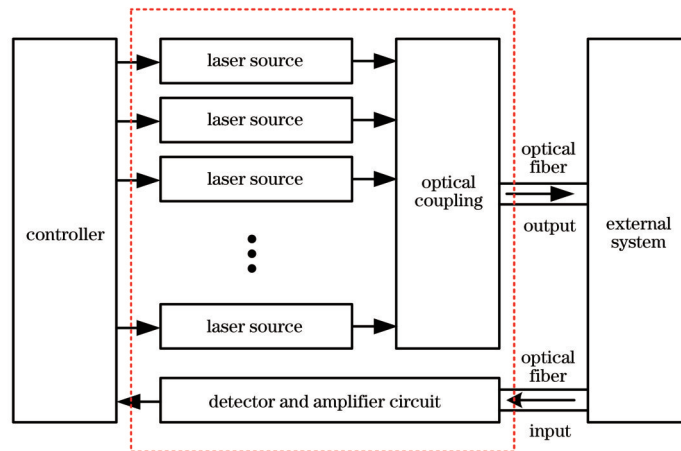 laser source
laser source
laser source
laser source
controller
optical
coupling
optical
fiber
output
external
system
optical
fiber
input
detector and amplifier circuit